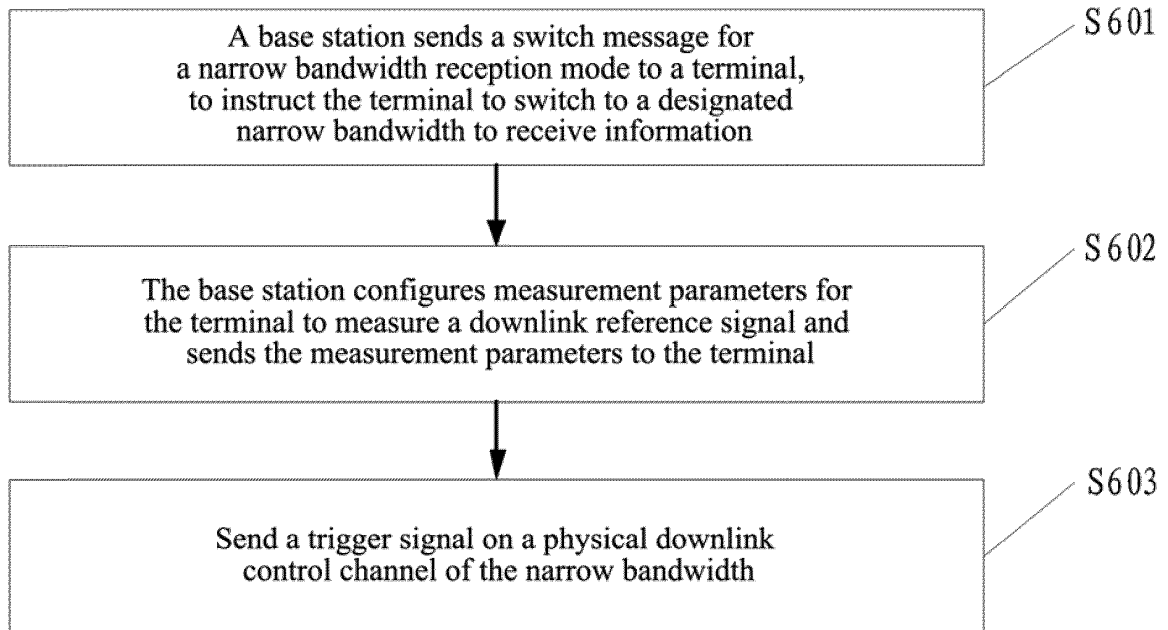 A base station sends a switch message for
a narrow bandwidth reception mode to a terminal,
to instruct the terminal to switch to a designated
narrow bandwidth to receive information
S601
The base station configures measurement parameters for
the terminal to measure a downlink reference signal and
sends the measurement parameters to the terminal
S602
Send a trigger signal on a physical downlink
control channel of the narrow bandwidth
S603